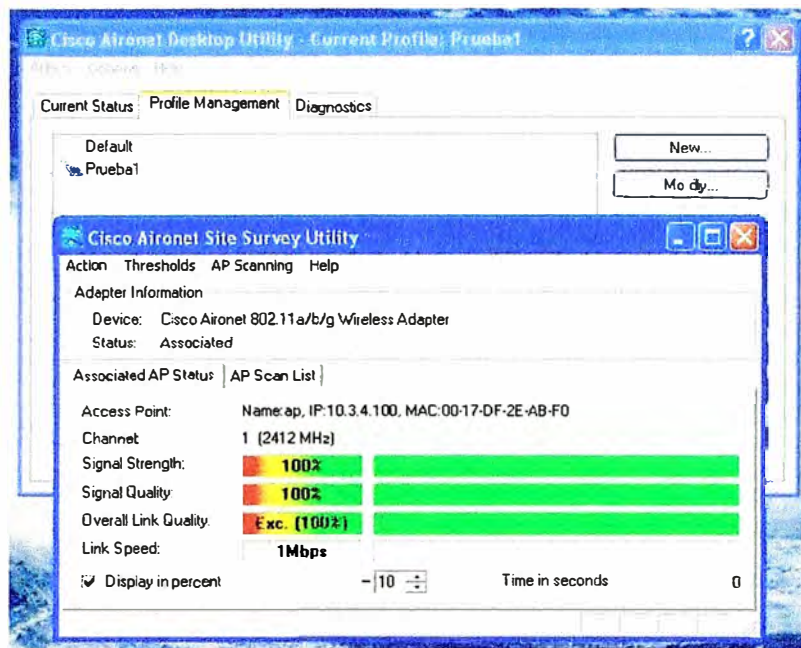 Cisco Aironet Desktop Utility - Current Profile: Prueba1
Current Status Profile Management Diagnostics
Default New...
Prueba1
Cisco Aironet Site Survey Utility
Action Thresholds AP Scanning Help
Adapter Information
Device: Cisco Aironet 802.11a/b/g Wireless Adapter
Status: Associated
Associated AP Status AP Scan List
Access Point: Name:ap, IP:10.3.4.100, MAC:00-17-DF-2E-AB-F0
Channel: 1 (2412 MHz)
Signal Strength: 100%
Signal Quality: 100%
Overall Link Quality: Exc. (100%)
Link Speed: 1Mbps
Display in percent - 10 Time in seconds 0